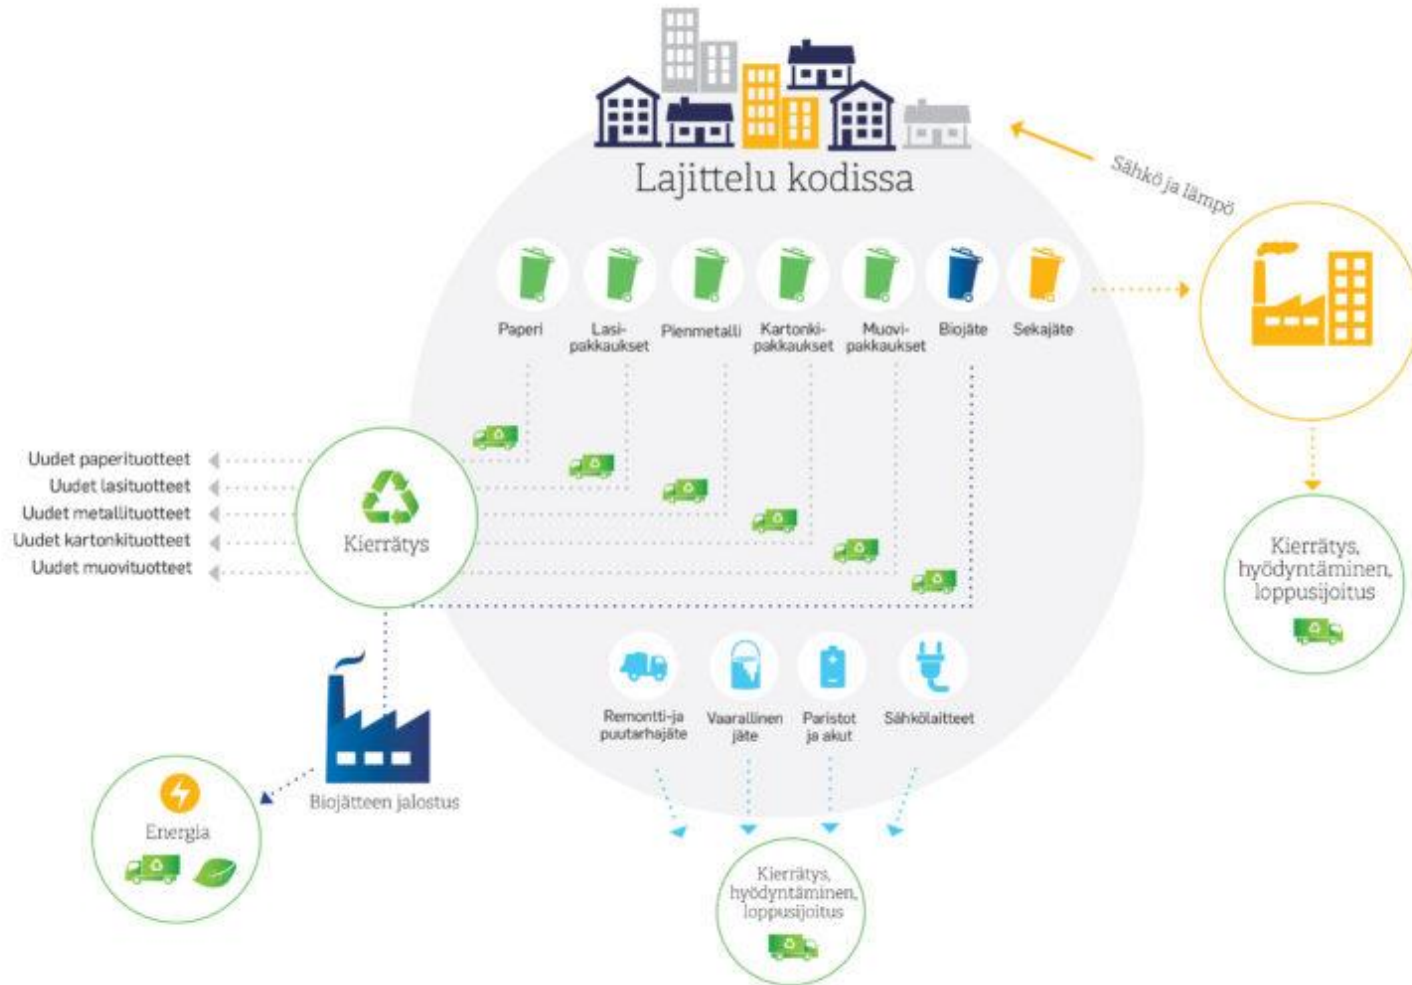 Lajittelu kodissa
Sähkö ja lämpö
Paperi
Lasi-
pakkaukset
Pienmetalli
Kartonki-
pakkaukset
Muovi-
pakkaukset
Biojäte
Sekajäte
Uudet paperituotteet
Uudet lasituotteet
Uudet metallituotteet
Uudet kartonkituotteet
Uudet muovituotteet
Kierrätys
Kierrätys,
hyödyntäminen,
loppusijoitus
Remontti-ja
puutarhajäte
Vaarallinen
jäte
Paristot
ja akut
Sähkölaitteet
Biojätteen jalostus
Energia
Kierrätys,
hyödyntäminen,
loppusijoitus